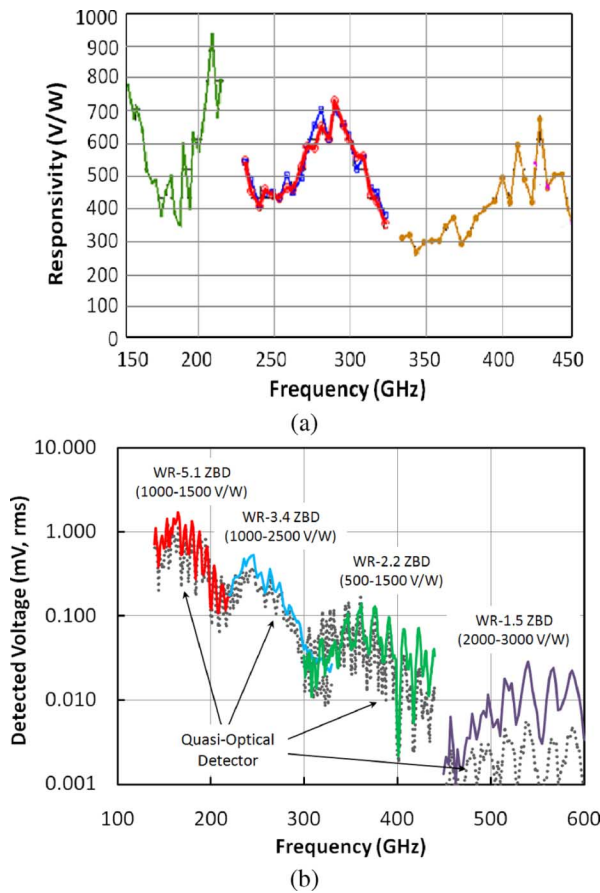 1000
900
800
700
600
500
400
300
200
100
0
Responsivity (V/W)
150 200 250 300 350 400 450
Frequency (GHz)
(a)
10.000
1.000
0.100
0.010
0.001
Detected Voltage (mV, rms)
WR-5.1 ZBD
(1000-1500 V/W)
WR-3.4 ZBD
(1000-2500 V/W)
WR-2.2 ZBD
(500-1500 V/W)
WR-1.5 ZBD
(2000-3000 V/W)
Quasi-Optical
Detector
100 200 300 400 500 600
Frequency (GHz)
(b)